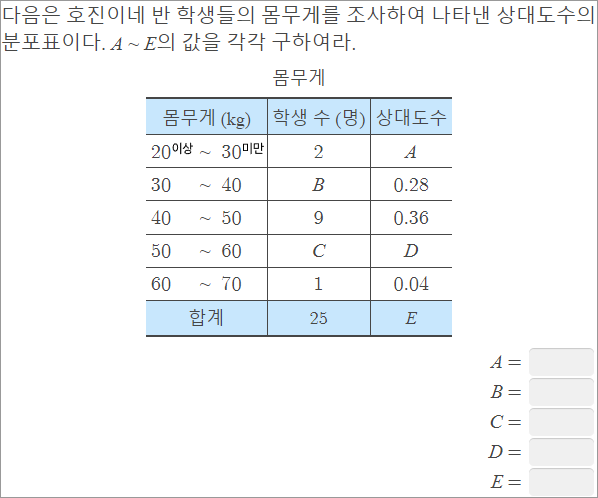 다음은 호진이네 반 학생들의 몸무게를 조사하여 나타낸 상대도수의
분포표이다. A ~ E의 값을 각각 구하여라.
몸무게
몸무게 (kg) 학생 수 (명) 상대도수
20이상 ~ 30미만 2 A
30 ~ 40 B 0.28
40 ~ 50 9 0.36
50 ~ 60 C D
60 ~ 70 1 0.04
합계 25 E
A =
B =
C =
D =
E =